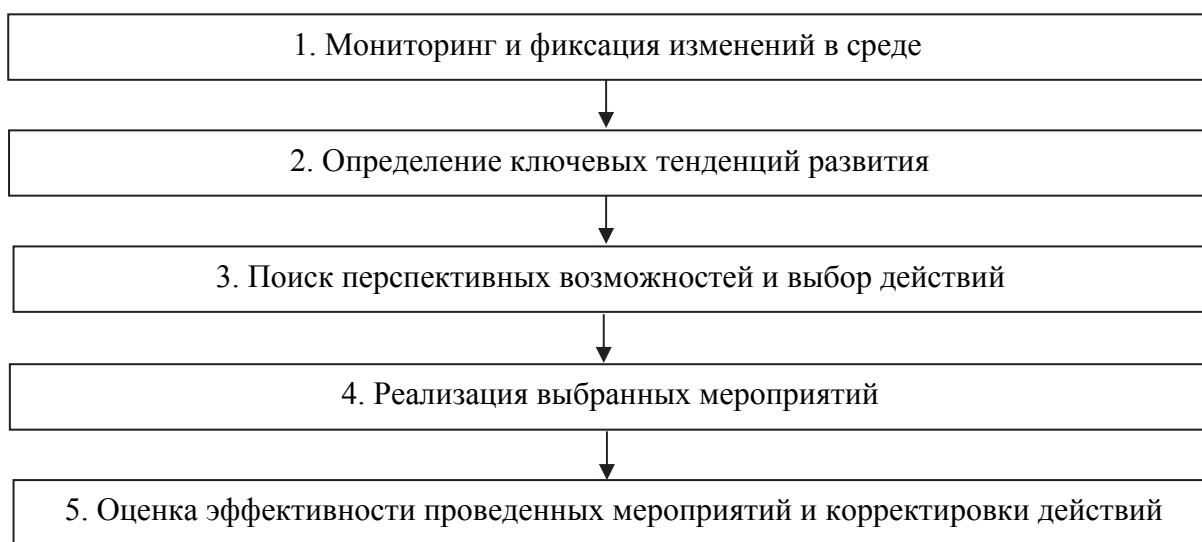 1. Мониторинг и фиксация изменений в среде
2. Определение ключевых тенденций развития
3. Поиск перспективных возможностей и выбор действий
4. Реализация выбранных мероприятий
5. Оценка эффективности проведенных мероприятий и корректировки действий